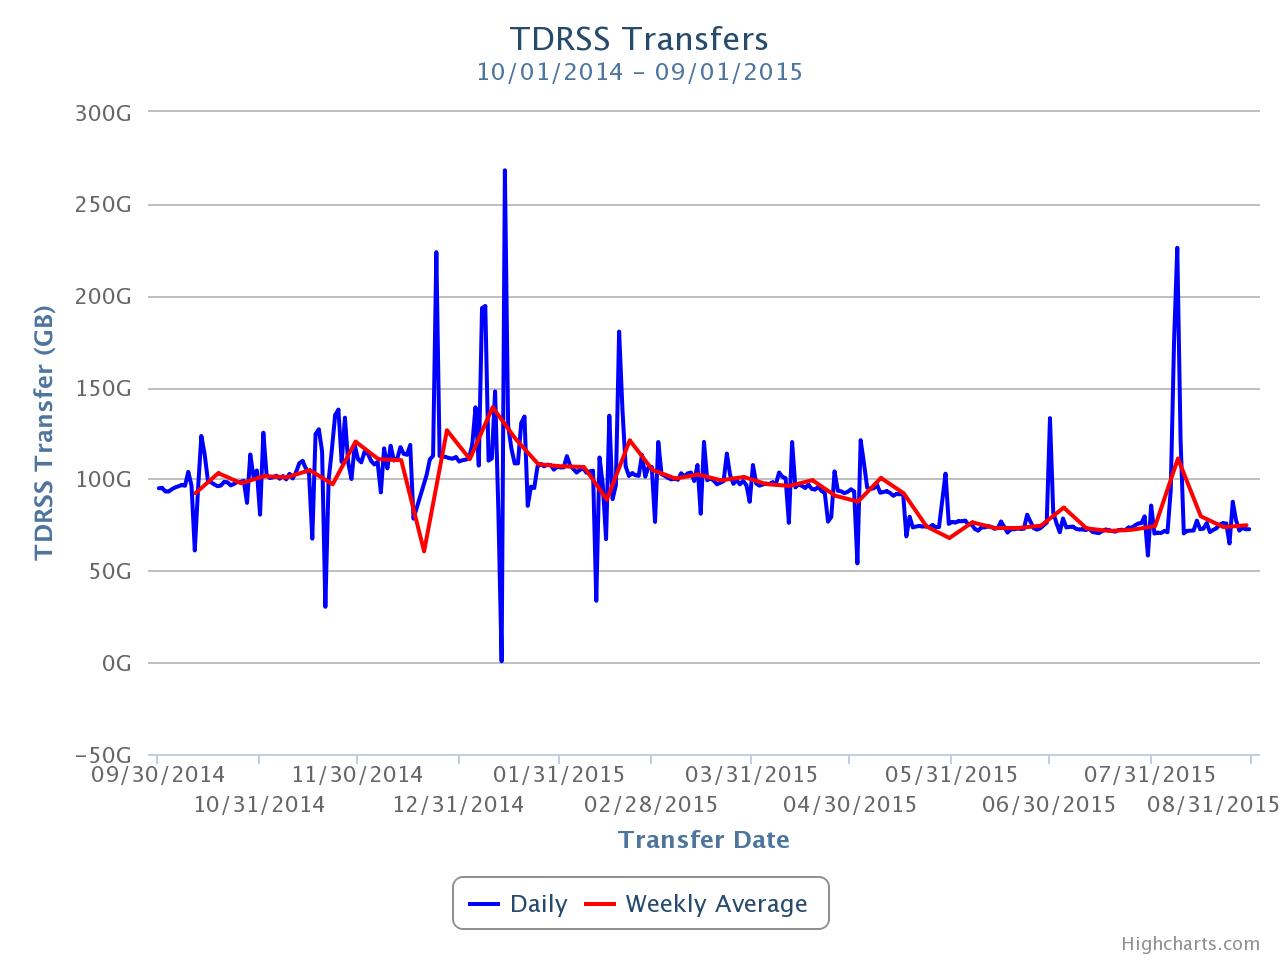 TDRSS Transfers
10/01/2014 – 09/01/2015
TDRSS Transfer (GB)
300G
250G
200G
150G
100G
50G
0G
−50G
09/30/2014 11/30/2014 01/31/2015 03/31/2015 05/31/2015 07/31/2015
10/31/2014 12/31/2014 02/28/2015 04/30/2015 06/30/2015 08/31/2015
Transfer Date
Daily Weekly Average
Highcharts.com